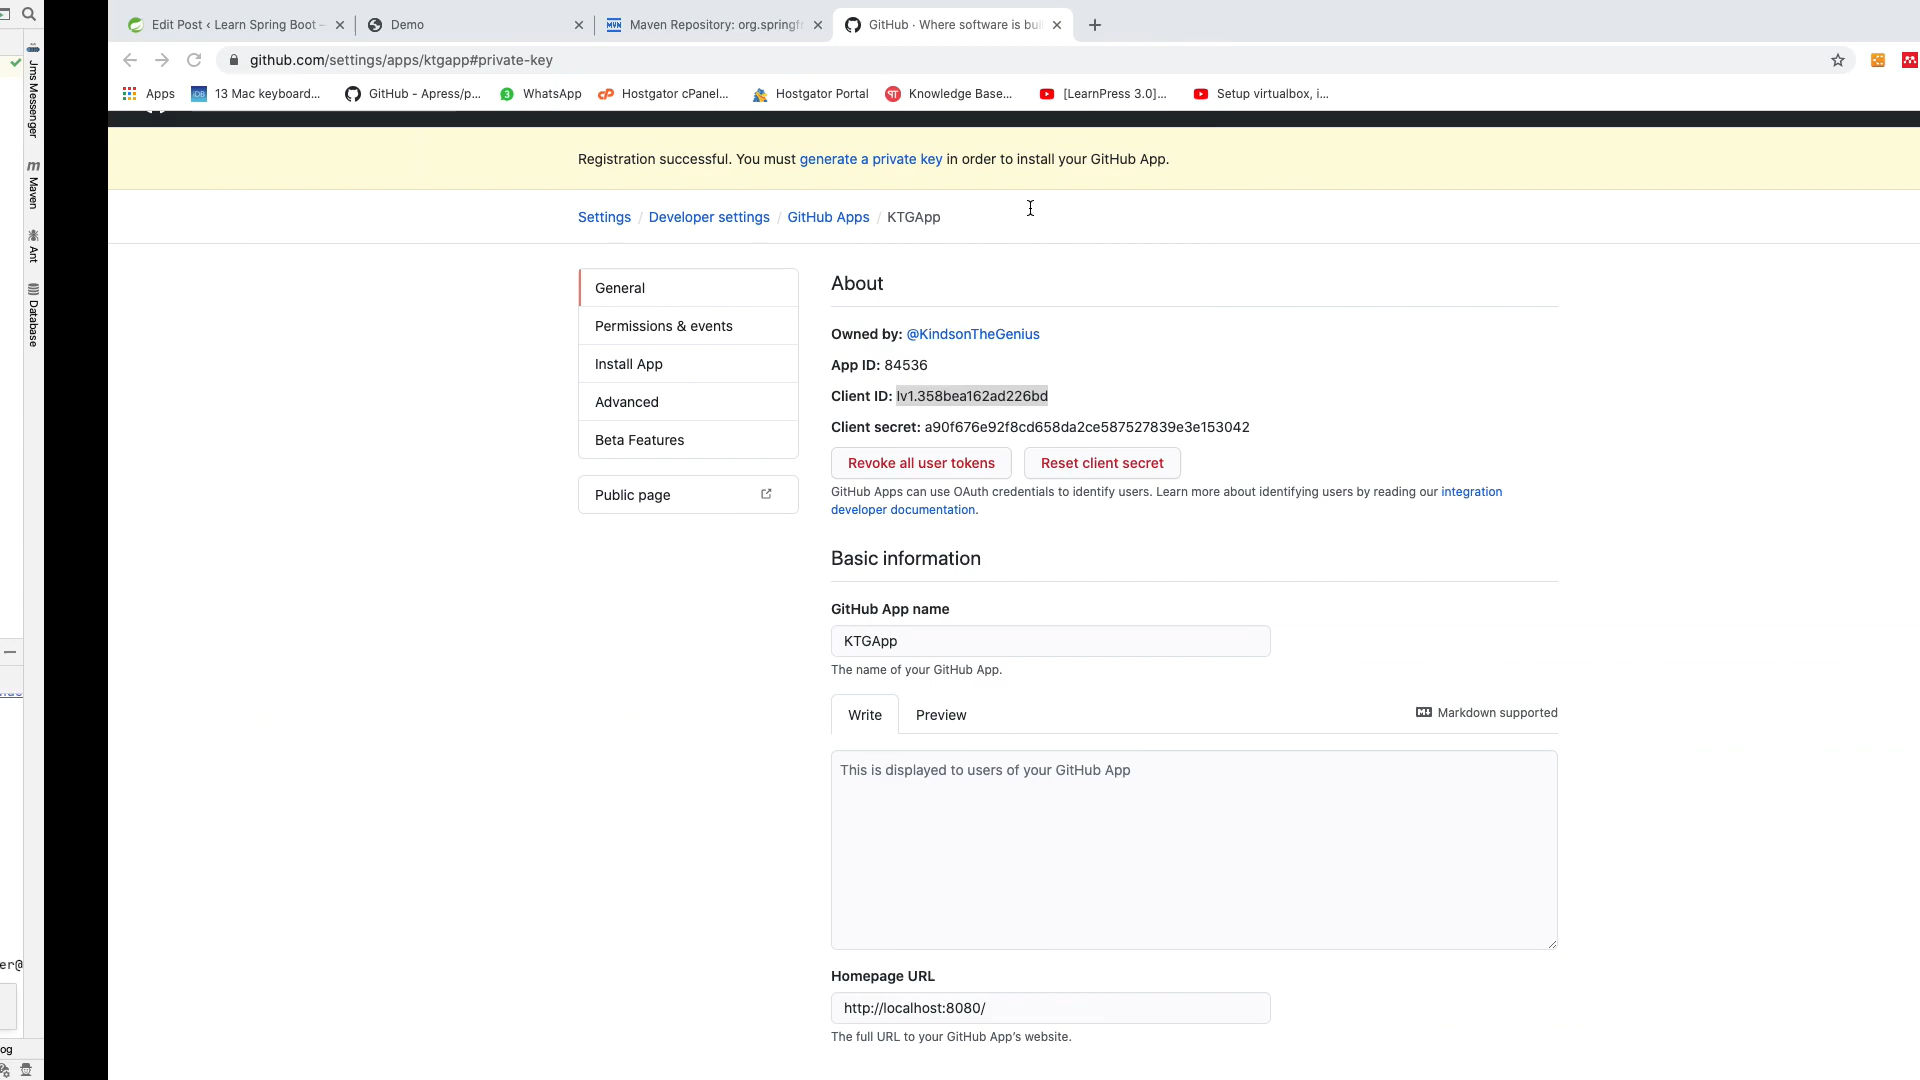 Edit Post ‹ Learn Spring Boot –
Demo
Maven Repository: org.springfr
GitHub · Where software is bui
github.com/settings/apps/ktgapp#private-key
Apps
13 Mac keyboard...
GitHub - Apress/p...
WhatsApp
Hostgator cPanel...
Hostgator Portal
Knowledge Base...
[LearnPress 3.0]...
Setup virtualbox, i...
Jms Messenger
Maven
Ant
Database
er@
og
Registration successful. You must generate a private key in order to install your GitHub App.
Settings / Developer settings / GitHub Apps / KTGApp
General
Permissions & events
Install App
Advanced
Beta Features
Public page
About
Owned by: @KindsonTheGenius
App ID: 84536
Client ID: Iv1.358bea162ad226bd
Client secret: a90f676e92f8cd658da2ce587527839e3e153042
Revoke all user tokens
Reset client secret
GitHub Apps can use OAuth credentials to identify users. Learn more about identifying users by reading our integration
developer documentation.
Basic information
GitHub App name
KTGApp
The name of your GitHub App.
Write
Preview
Markdown supported
This is displayed to users of your GitHub App
Homepage URL
http://localhost:8080/
The full URL to your GitHub App's website.